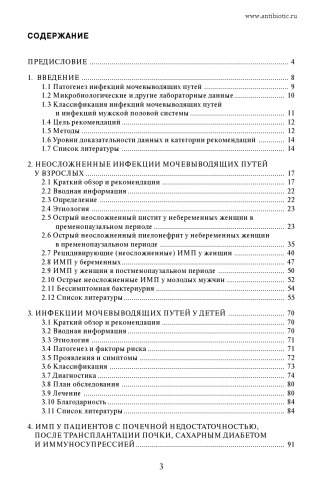 www.antibiotic.ru
СОДЕРЖАНИЕ
ПРЕДИСЛОВИЕ ........ 4
1. ВВЕДЕНИЕ ........ 8
1.1 Патогенез инфекций мочевыводящих путей ........ 9
1.2 Микробиологические и другие лабораторные данные ........ 10
1.3 Классификация инфекций мочевыводящих путей
и инфекций мужской половой системы ........ 11
1.4 Цель рекомендаций ........ 12
1.5 Методы ........ 12
1.6 Уровни доказательности данных и категории рекомендаций ........ 14
1.7 Список литературы ........ 14
2. НЕОСЛОЖНЕННЫЕ ИНФЕКЦИИ МОЧЕВЫВОДЯЩИХ ПУТЕЙ
У ВЗРОСЛЫХ ........ 17
2.1 Краткий обзор и рекомендации ........ 17
2.2 Вводная информация ........ 22
2.3 Определение ........ 22
2.4 Этиология ........ 23
2.5 Острый неосложненный цистит у небеременных женщин в
пременопаузальном периоде ........ 23
2.6 Острый неосложненный пиелонефрит у небеременных женщин
в пременопаузальном периоде ........ 35
2.7 Рецидивирующие (неосложненные) ИМП у женщин ........ 40
2.8 ИМП у беременных ........ 47
2.9 ИМП у женщин в постменопаузальном периоде ........ 50
2.10 Острые неосложненные ИМП у молодых мужчин ........ 52
2.11 Бессимптомная бактериурия ........ 54
2.12 Список литературы ........ 55
3. ИНФЕКЦИИ МОЧЕВЫВОДЯЩИХ ПУТЕЙ У ДЕТЕЙ ........ 70
3.1 Краткий обзор и рекомендации ........ 70
3.2 Вводная информация ........ 70
3.3 Этиология ........ 71
3.4 Патогенез и факторы риска ........ 71
3.5 Проявления и симптомы ........ 72
3.6 Классификация ........ 73
3.7 Диагностика ........ 74
3.8 План обследования ........ 80
3.9 Лечение ........ 80
3.10 Благодарность ........ 84
3.11 Список литературы ........ 84
4. ИМП У ПАЦИЕНТОВ С ПОЧЕЧНОЙ НЕДОСТАТОЧНОСТЬЮ,
ПОСЛЕ ТРАНСПЛАНТАЦИИ ПОЧКИ, САХАРНЫМ ДИАБЕТОМ
И ИММУНОСУПРЕССИЕЙ ........ 91
3